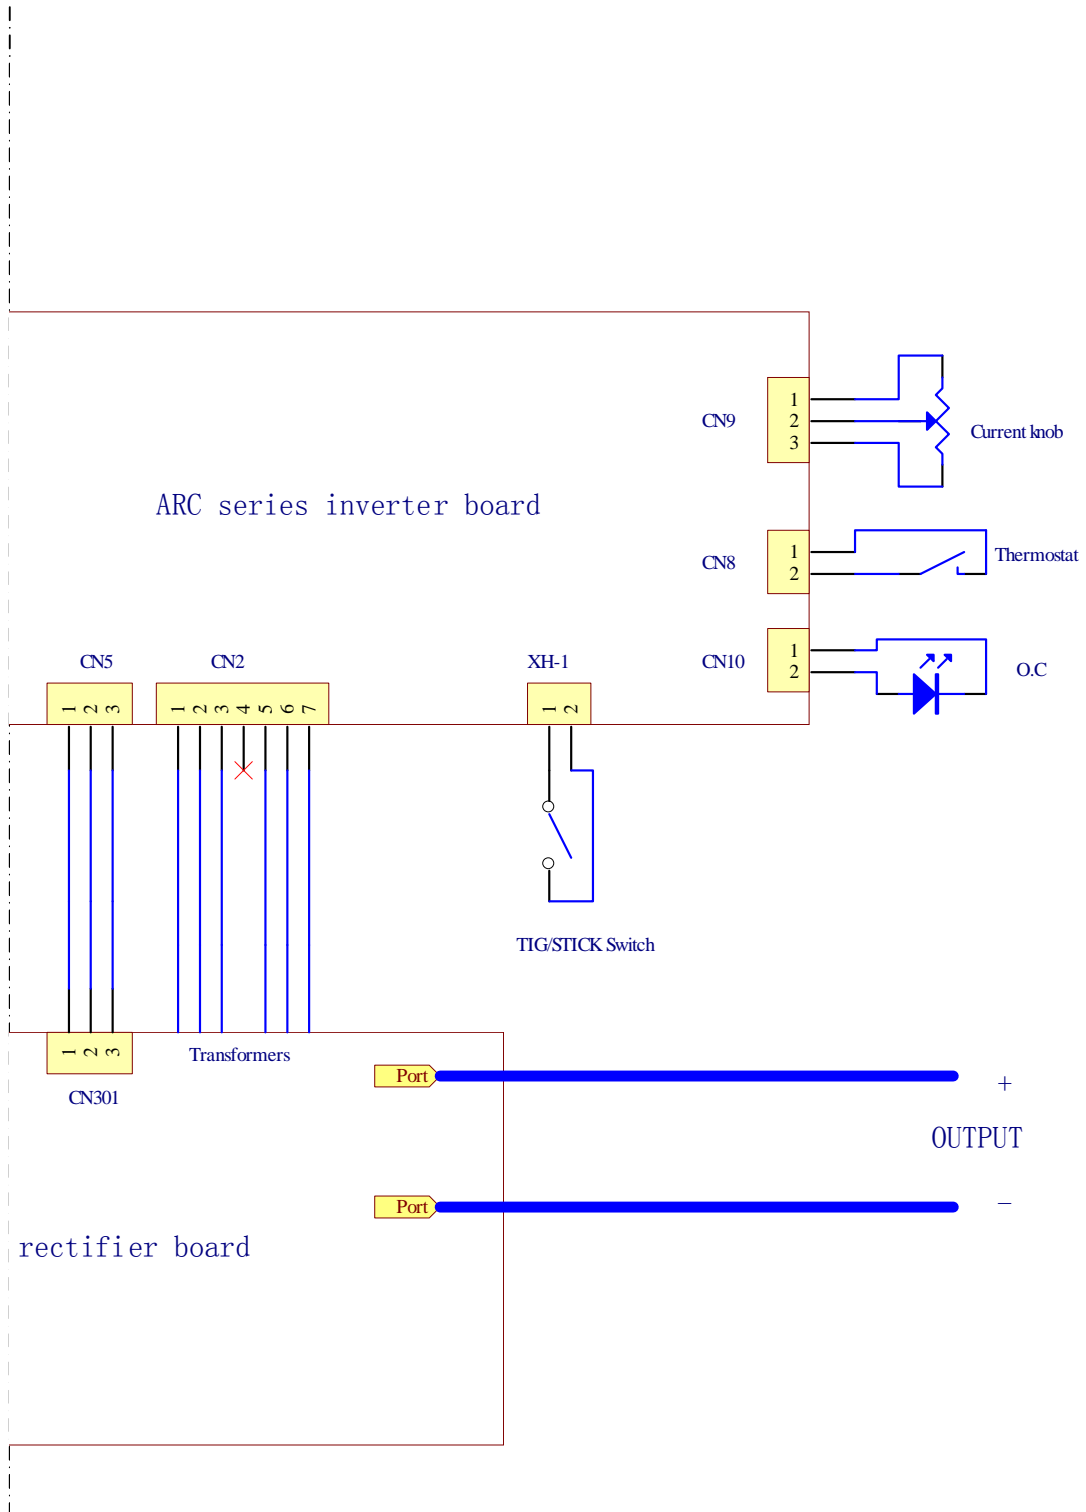 CN9
1
2
3
Current knob
ARC series inverter board
CN8
1
2
Thermostat
CN5
CN2
XH-1
CN10
1
2
O.C
1 2 3
1 2 3 4 5 6 7
1 2
TIG/STICK Switch
1 2 3
Transformers
CN301
Port
+
OUTPUT
Port
−
rectifier board